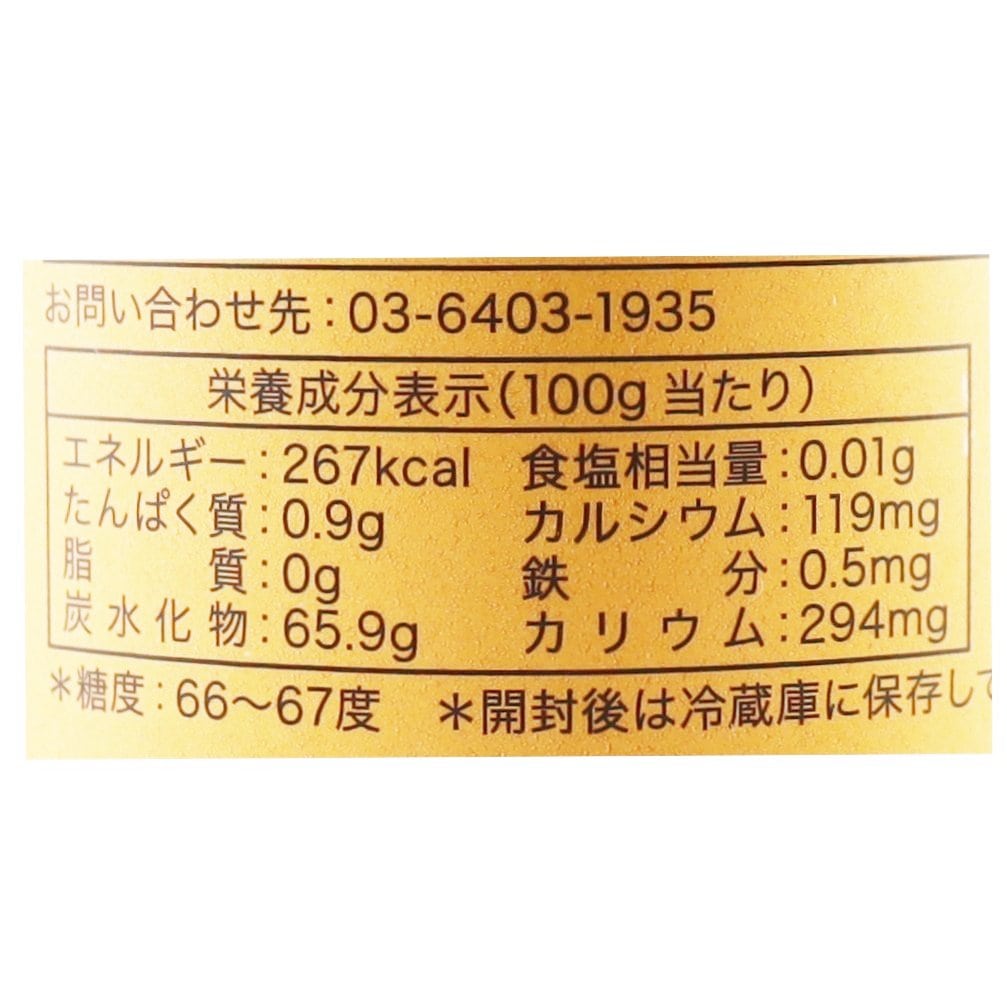 お問い合わせ先：03-6403-1935
栄養成分表示（100g 当たり）
エネルギー：267kcal 食塩相当量：0.01g
たんぱく質：0.9g カルシウム：119mg
脂質：0g 鉄分：0.5mg
炭水化物：65.9g カリウム：294mg
＊糖度：66〜67度 ＊開封後は冷蔵庫に保存して